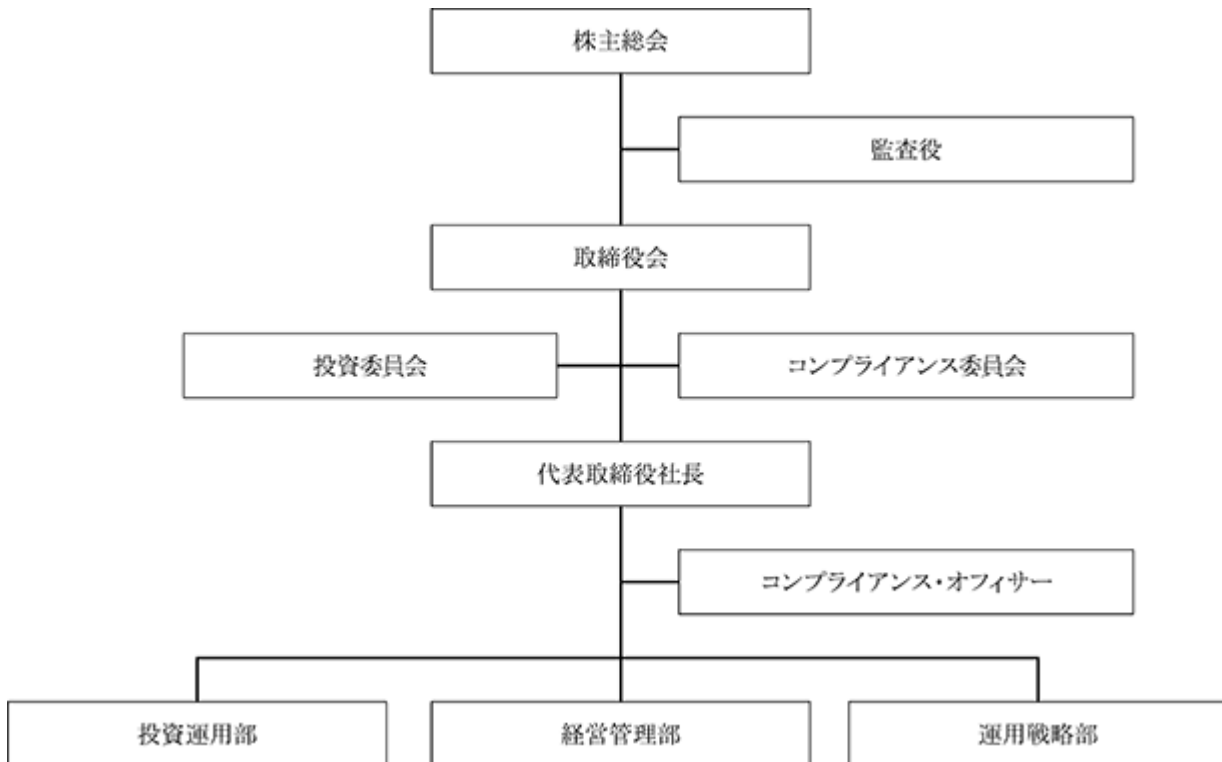 株主総会
監査役
取締役会
投資委員会
コンプライアンス委員会
代表取締役社長
コンプライアンス・オフィサー
投資運用部
経営管理部
運用戦略部